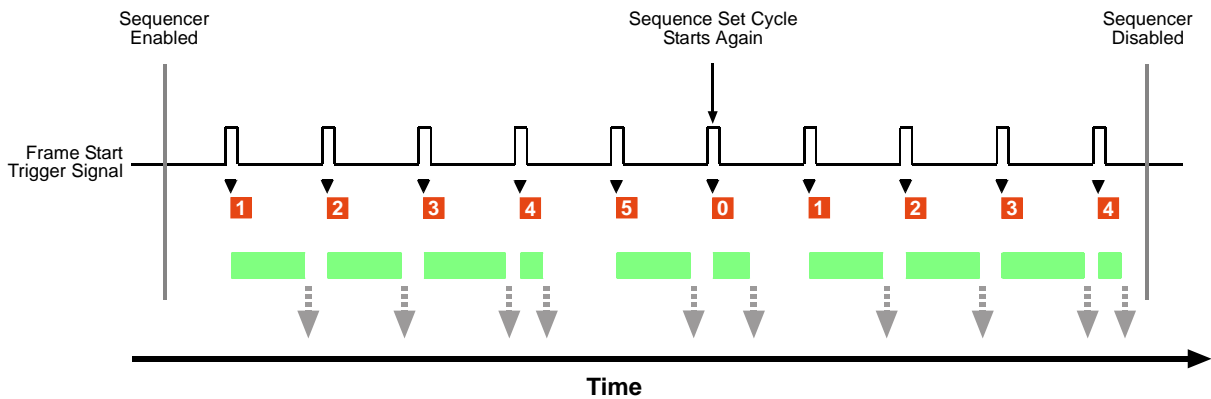 Sequencer
Enabled
Sequence Set Cycle
Starts Again
Sequencer
Disabled
Frame Start
Trigger Signal
1 2 3 4 5 0 1 2 3 4
Time